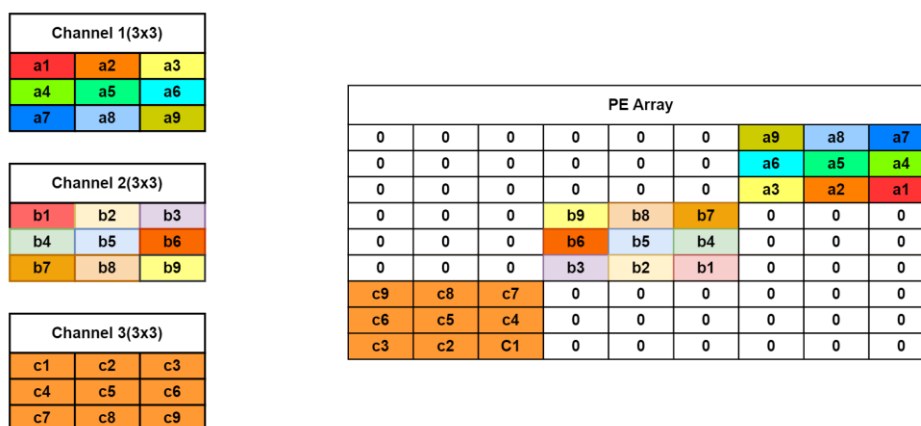 Channel 1(3x3)
a1 a2 a3
a4 a5 a6
a7 a8 a9
Channel 2(3x3)
b1 b2 b3
b4 b5 b6
b7 b8 b9
Channel 3(3x3)
c1 c2 c3
c4 c5 c6
c7 c8 c9
PE Array
0 0 0 0 0 0 a9 a8 a7
0 0 0 0 0 0 a6 a5 a4
0 0 0 0 0 0 a3 a2 a1
0 0 0 b9 b8 b7 0 0 0
0 0 0 b6 b5 b4 0 0 0
0 0 0 b3 b2 b1 0 0 0
c9 c8 c7 0 0 0 0 0 0
c6 c5 c4 0 0 0 0 0 0
c3 c2 C1 0 0 0 0 0 0